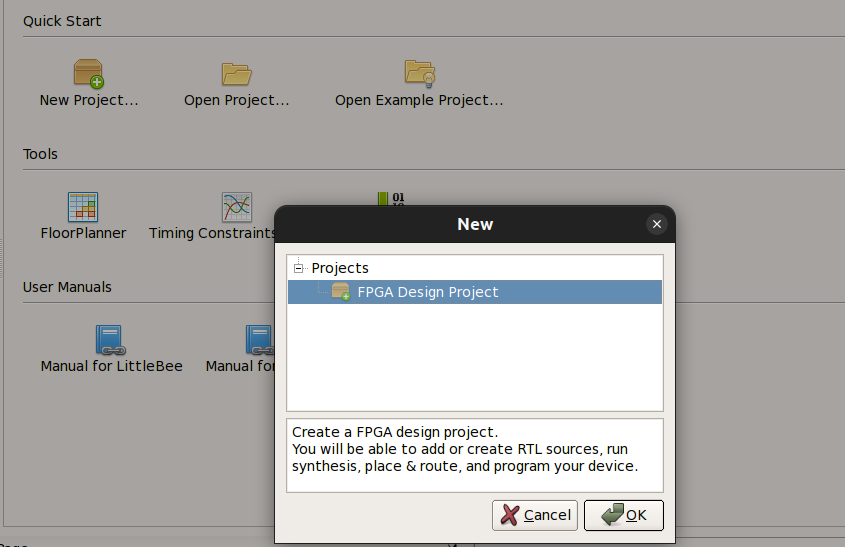 Quick Start
New Project...
Open Project...
Open Example Project...
Tools
01
FloorPlanner
Timing Constraints
User Manuals
Manual for LittleBee
Manual for
New
Projects
FPGA Design Project
Create a FPGA design project.
You will be able to add or create RTL sources, run
synthesis, place & route, and program your device.
Cancel
OK